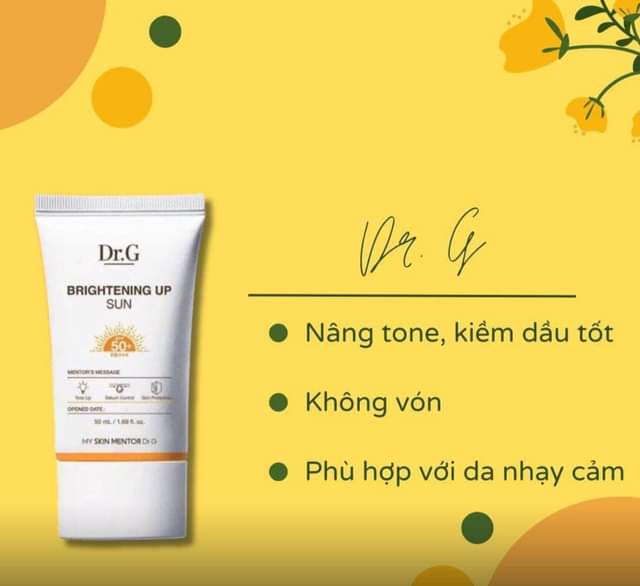 Dr.G
BRIGHTENING UP
SUN
50+
MENTOR'S MESSAGE
Tone Up
Sebum Control
Skin Protection
OPENED DATE :
50 mL / 1.69 fl. oz.
MY SKIN MENTOR Dr.G
Dr. G
Nâng tone, kiềm dầu tốt
Không vón
Phù hợp với da nhạy cảm